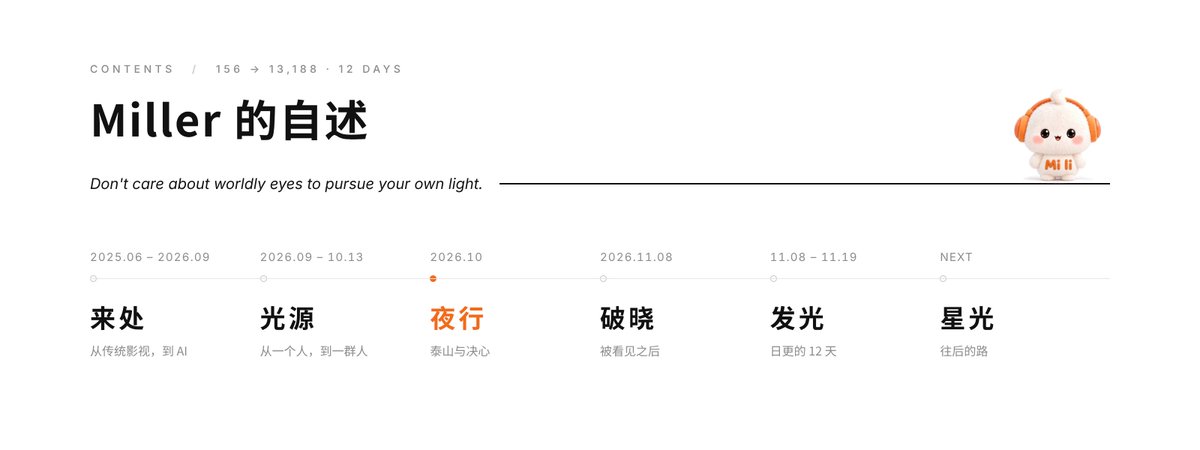 CONTENTS / 156 → 13,188 · 12 DAYS
Miller 的自述
Mi li
Don't care about worldly eyes to pursue your own light.
2025.06 – 2026.09
2026.09 – 10.13
2026.10
2026.11.08
11.08 – 11.19
NEXT
来处
光源
夜行
破晓
发光
星光
从传统影视，到 AI
从一个人，到一群人
泰山与决心
被看见之后
日更的 12 天
往后的路